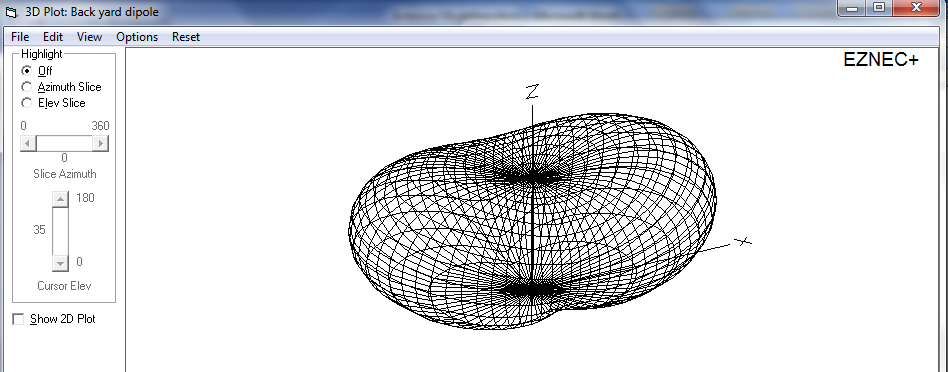 3D Plot: Back yard dipole
File Edit View Options Reset
EZNEC+
Highlight
Off
Azimuth Slice
Elev Slice
0 360
0
Slice Azimuth
180
35
0
Cursor Elev
Show 2D Plot
Z
X